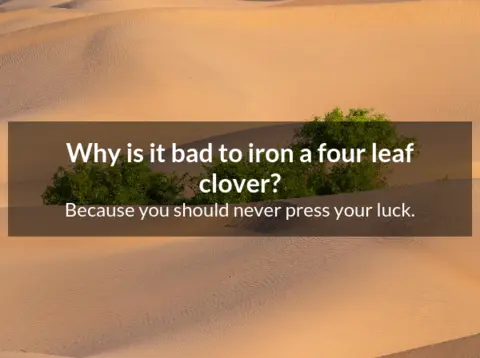 Why is it bad to iron a four leaf
clover?
Because you should never press your luck.